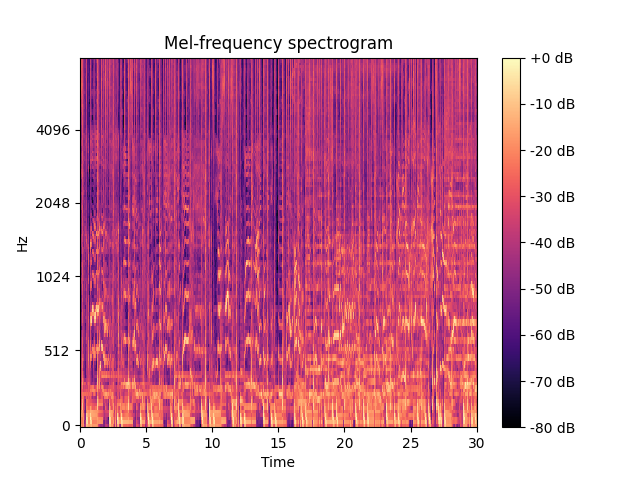 Mel-frequency spectrogram
Hz
4096
2048
1024
512
0
0 5 10 15 20 25 30
Time
+0 dB
-10 dB
-20 dB
-30 dB
-40 dB
-50 dB
-60 dB
-70 dB
-80 dB